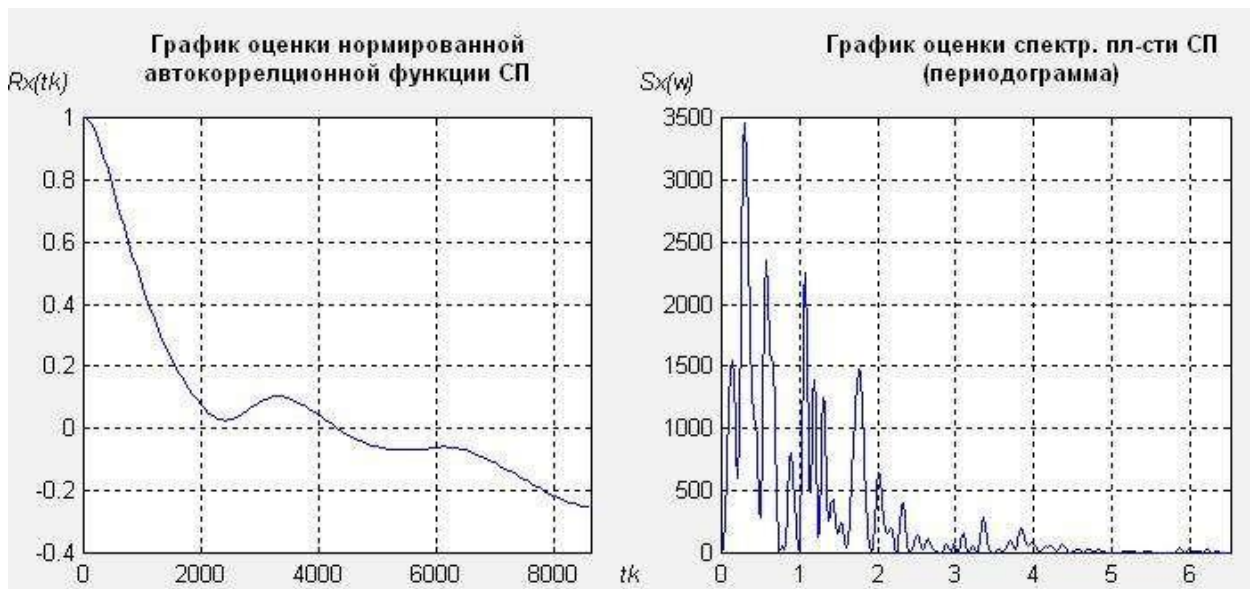 График оценки нормированной
автокоррелционной функции СП
Rx(tk)
1
0.8
0.6
0.4
0.2
0
-0.2
-0.4
0 2000 4000 6000 8000 tk
График оценки спектр. пл-сти СП
(периодограмма)
Sx(w)
3500
3000
2500
2000
1500
1000
500
0
0 1 2 3 4 5 6